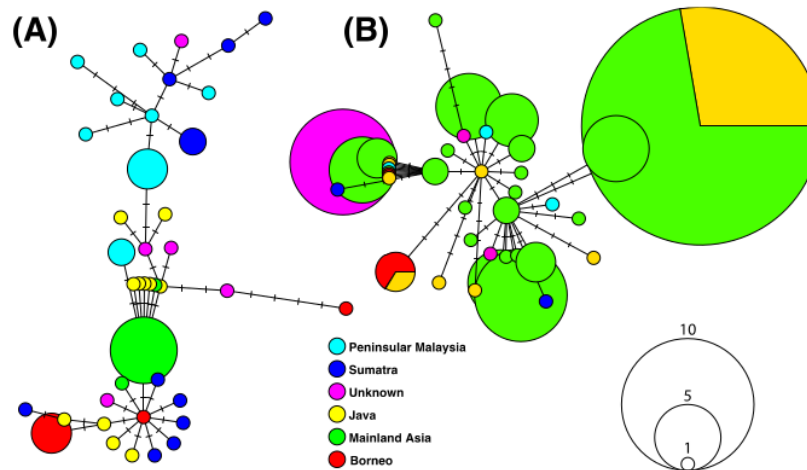 (A)
(B)
Peninsular Malaysia
Sumatra
Unknown
Java
Mainland Asia
Borneo
10
5
1